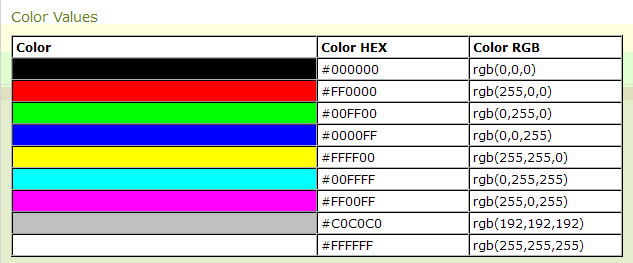 Color Values
Color Color HEX Color RGB
#000000 rgb(0,0,0)
#FF0000 rgb(255,0,0)
#00FF00 rgb(0,255,0)
#0000FF rgb(0,0,255)
#FFFF00 rgb(255,255,0)
#00FFFF rgb(0,255,255)
#FF00FF rgb(255,0,255)
#C0C0C0 rgb(192,192,192)
#FFFFFF rgb(255,255,255)